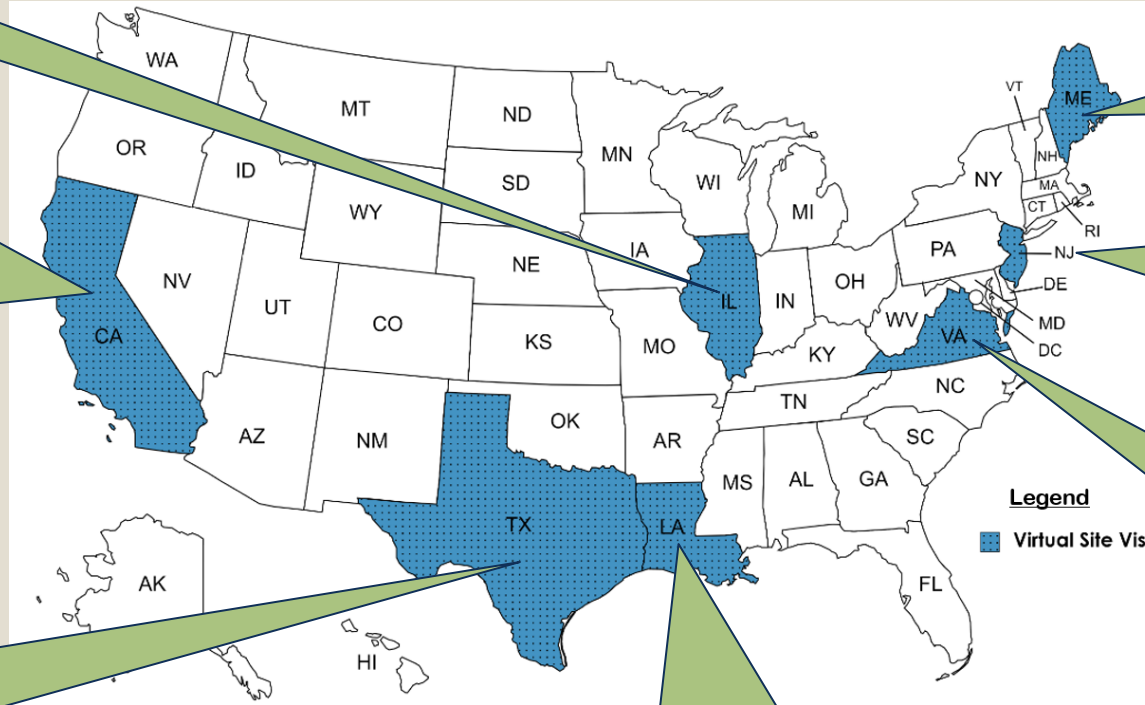 WA
MT
ND
MN
OR
ID
SD
WI
MI
WY
IA
NE
NV
UT
CO
KS
MO
IL
IN
OH
KY
WV
VA
PA
NY
VT
NH
ME
MA
CT
RI
NJ
DE
MD
DC
CA
AZ
NM
OK
AR
TN
NC
SC
MS
AL
GA
TX
LA
FL
AK
HI
Legend
Virtual Site Vis